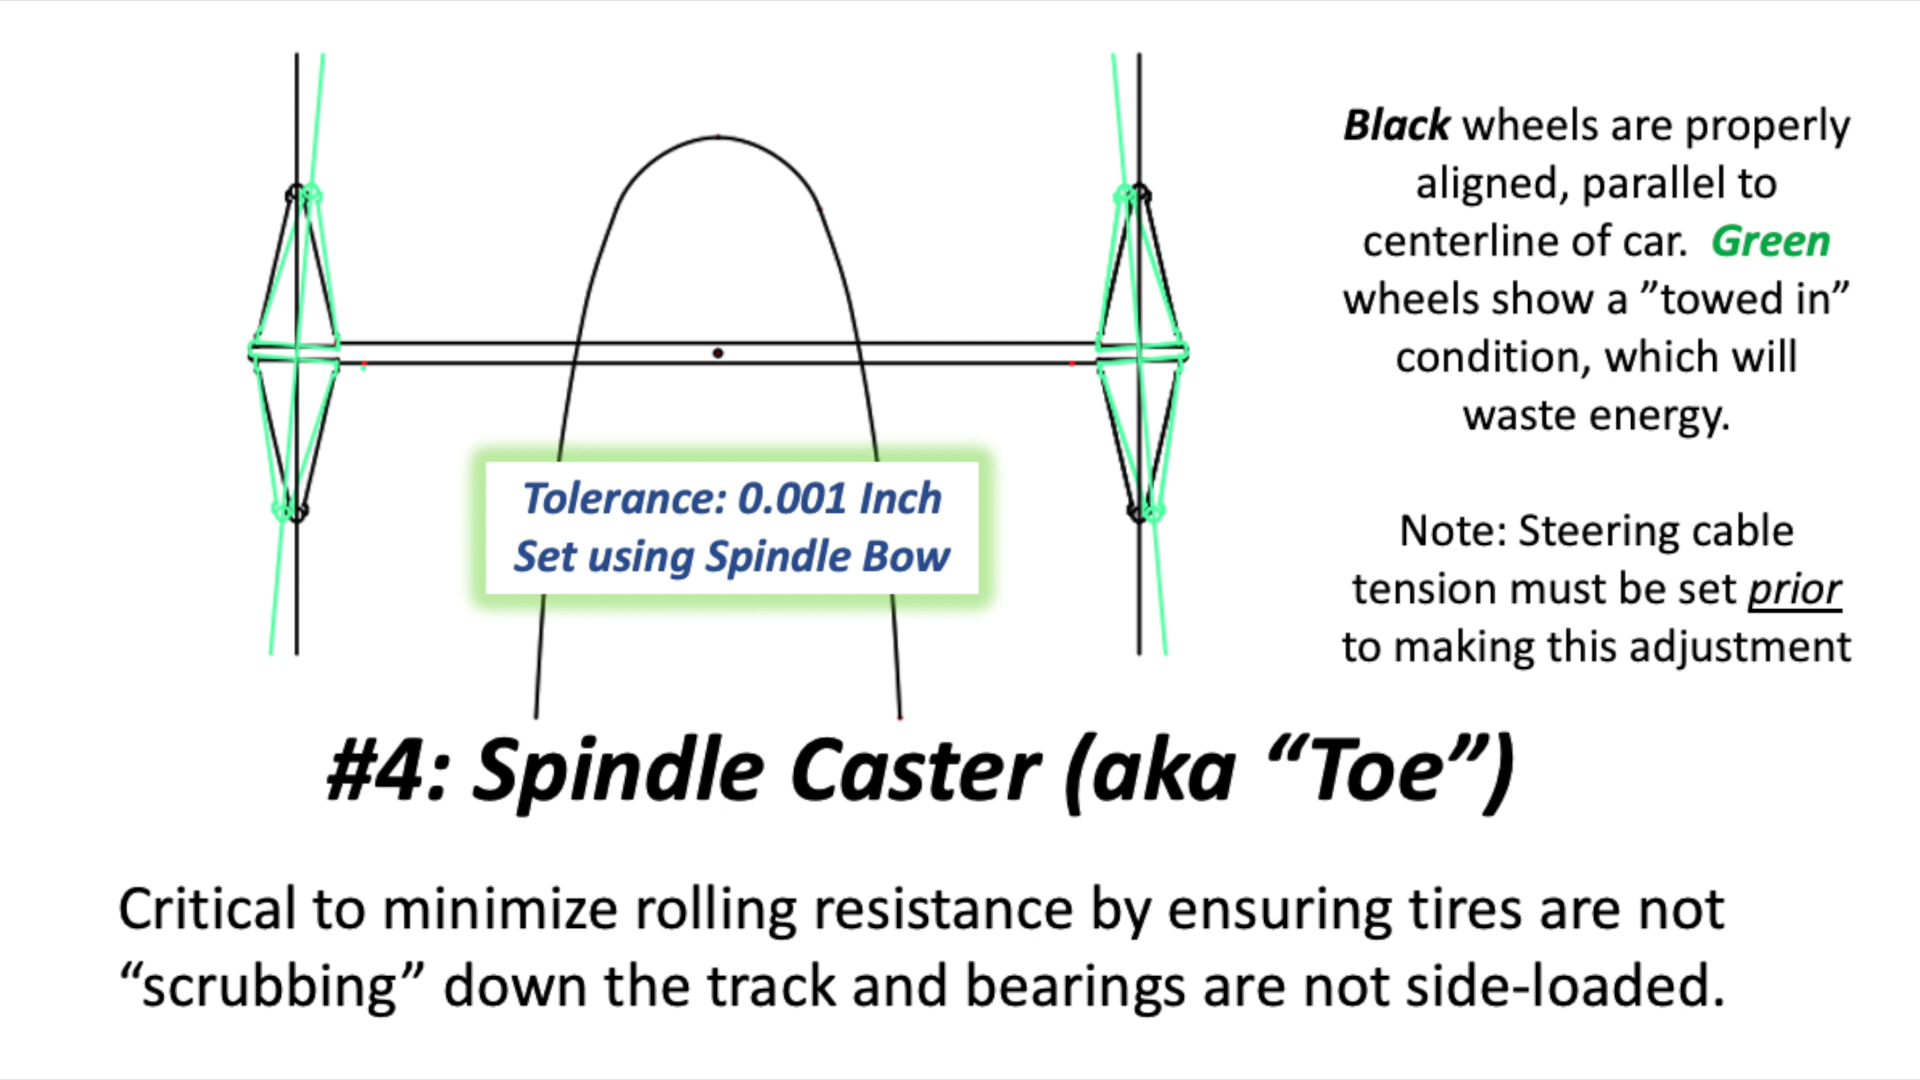 Black wheels are properly
aligned, parallel to
centerline of car. Green
wheels show a ”towed in”
condition, which will
waste energy.
Note: Steering cable
tension must be set prior
to making this adjustment
Tolerance: 0.001 Inch
Set using Spindle Bow
#4: Spindle Caster (aka “Toe”)
Critical to minimize rolling resistance by ensuring tires are not
“scrubbing” down the track and bearings are not side-loaded.